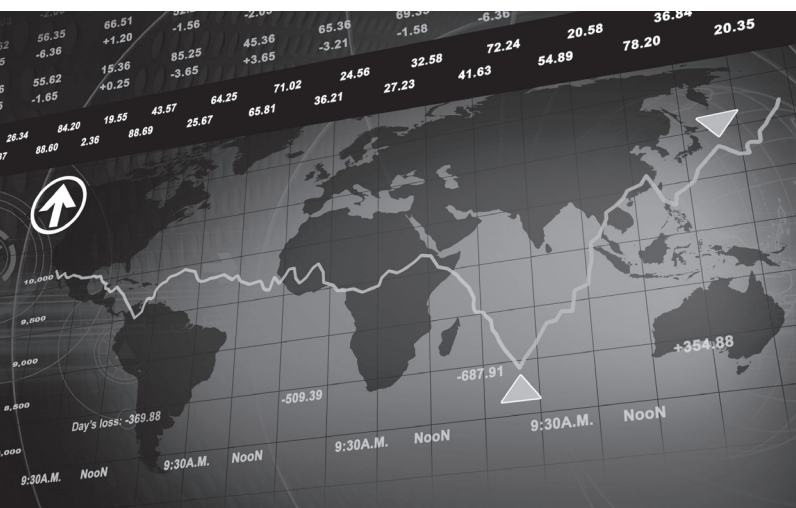 66.51 65.36 69.35 -6.36 36.84
56.35 +1.20 -1.56 45.36 -3.21 -1.58 72.24 20.58 20.35
-6.36 85.25 +3.65 32.58 54.89 78.20
55.62 15.36 -3.65 24.56 41.63
-1.65 +0.25 71.02 27.23
64.25 36.21
26.34 84.20 19.55 43.57 65.81
88.60 2.36 88.69 25.67
10,000
9,500
9,000
+354.88
8,500
-687.91
-509.39
Day's loss: -369.88
9:30A.M. NooN 9:30A.M. NooN 9:30A.M. NooN 9:30A.M. NooN